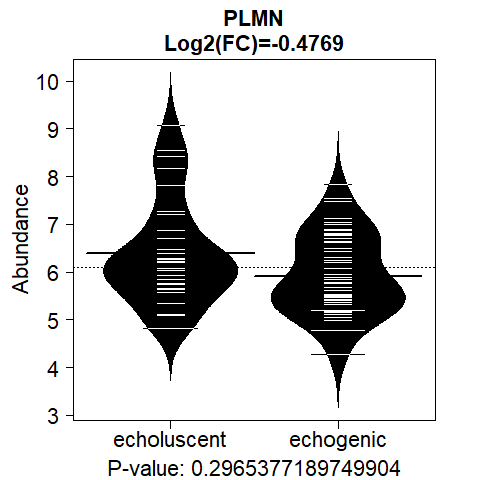 PLMN
Log2(FC)=-0.4769
Abundance
10
9
8
7
6
5
4
3
echoluscent echogenic
P-value: 0.2965377189749904